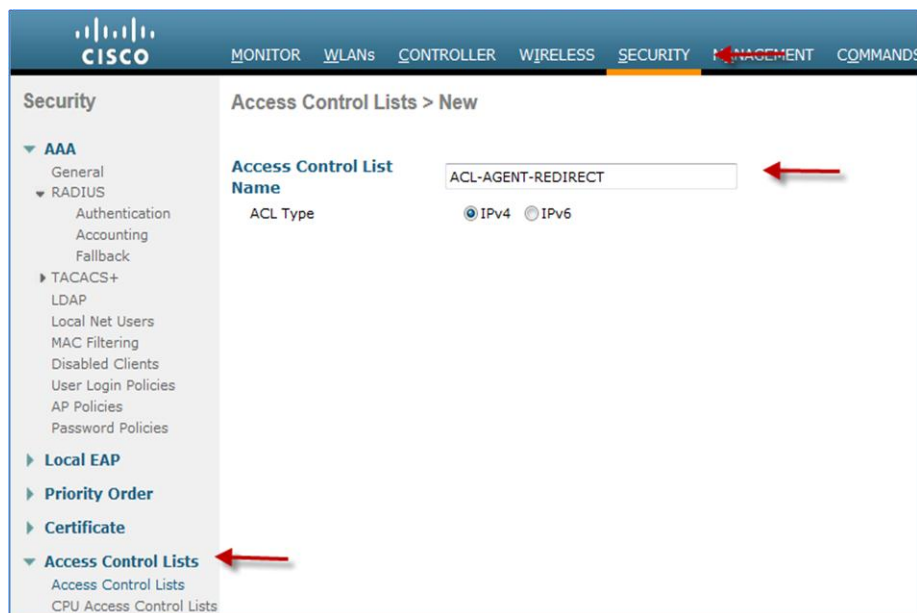 CISCO
MONITOR WLANs CONTROLLER WIRELESS SECURITY MANAGEMENT COMMANDS
Security
AAA
General
RADIUS
Authentication
Accounting
Fallback
TACACS+
LDAP
Local Net Users
MAC Filtering
Disabled Clients
User Login Policies
AP Policies
Password Policies
Local EAP
Priority Order
Certificate
Access Control Lists
Access Control Lists
CPU Access Control Lists
Access Control Lists > New
Access Control List
Name
ACL-AGENT-REDIRECT
ACL Type IPv4 IPv6